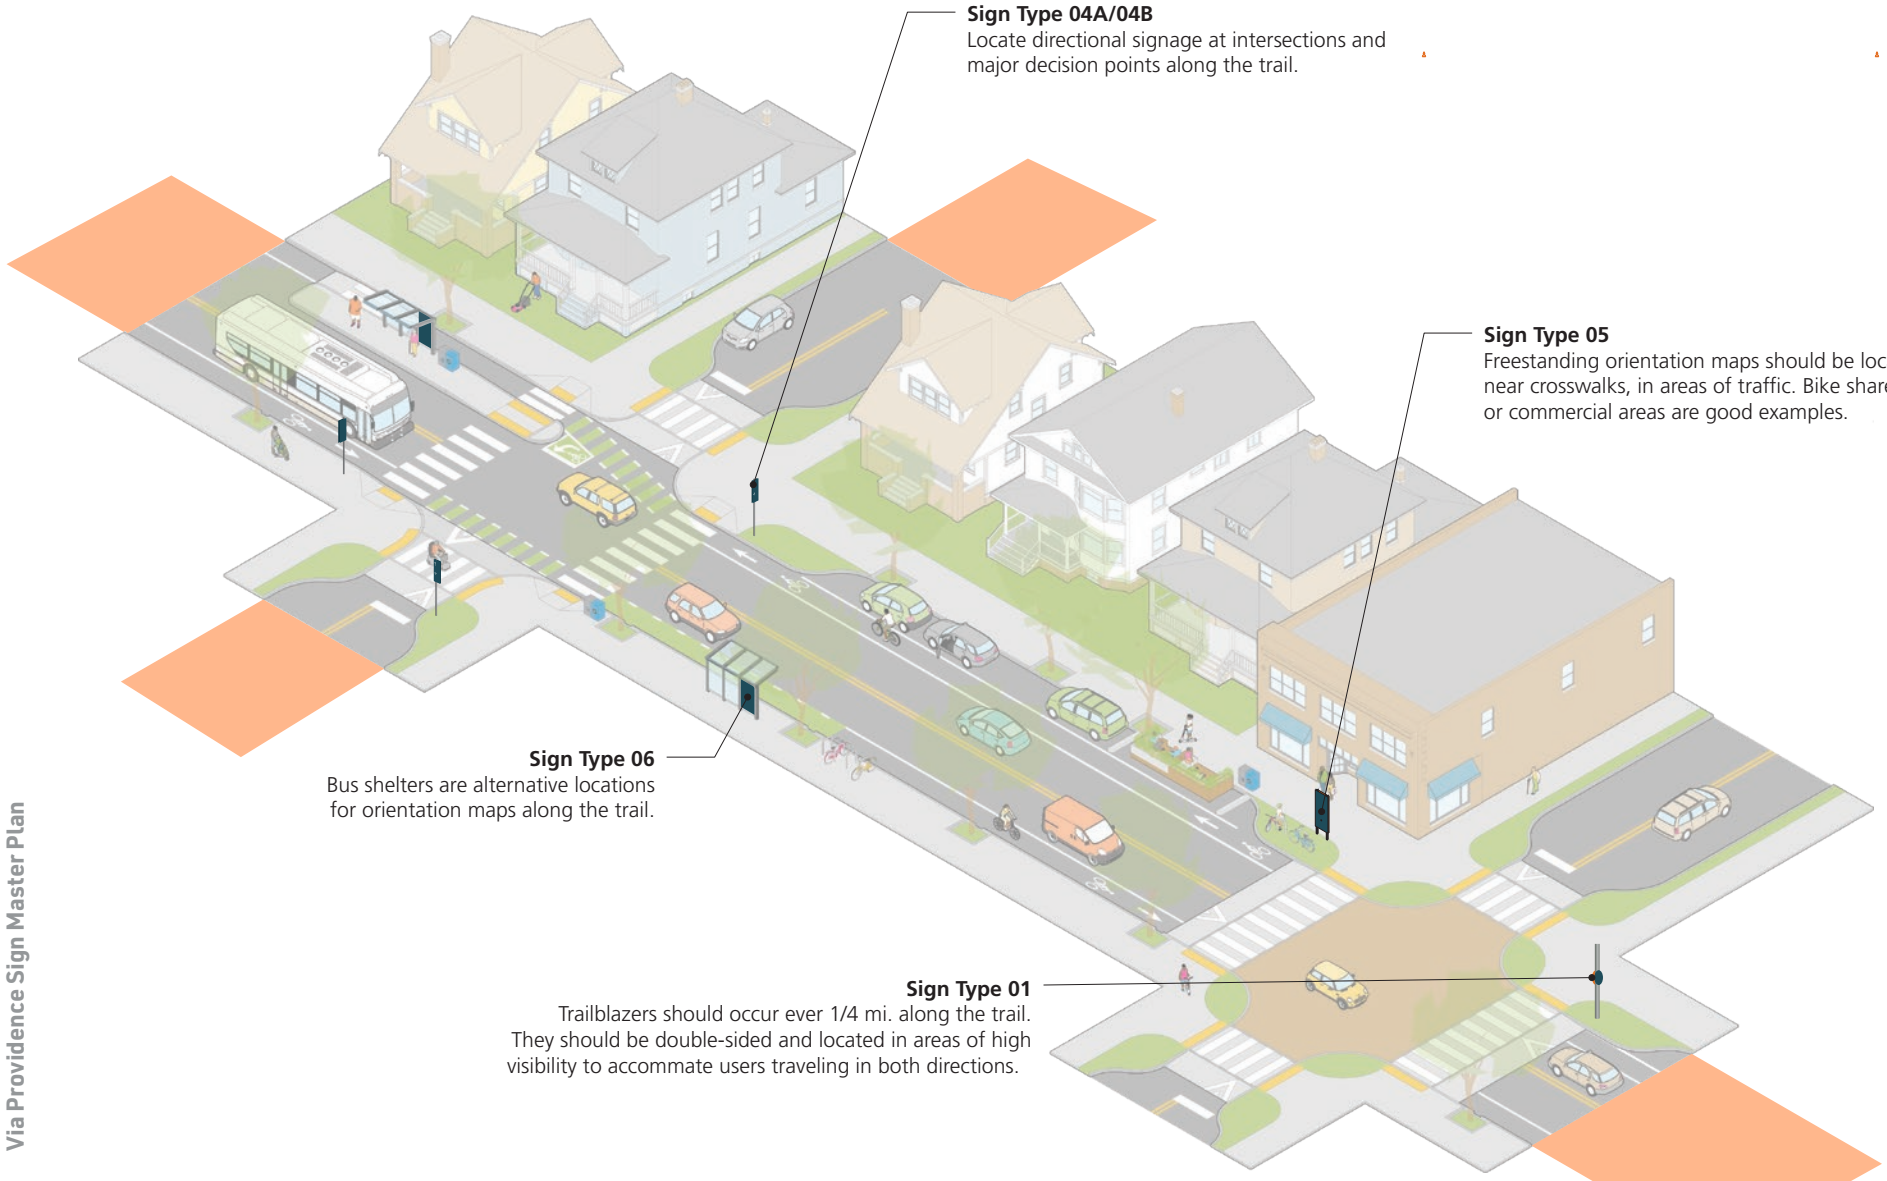 Sign Type 04A/04B
Locate directional signage at intersections and
major decision points along the trail.
Sign Type 05
Freestanding orientation maps should be loc
near crosswalks, in areas of traffic. Bike share
or commercial areas are good examples.
Sign Type 06
Bus shelters are alternative locations
for orientation maps along the trail.
Sign Type 01
Trailblazers should occur ever 1/4 mi. along the trail.
They should be double-sided and located in areas of high
visibility to accommate users traveling in both directions.
Via Providence Sign Master Plan